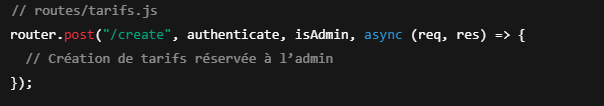 // routes/tarifs.js
router.post("/create", authenticate, isAdmin, async (req, res) => {
  // Création de tarifs réservée à l’admin
});